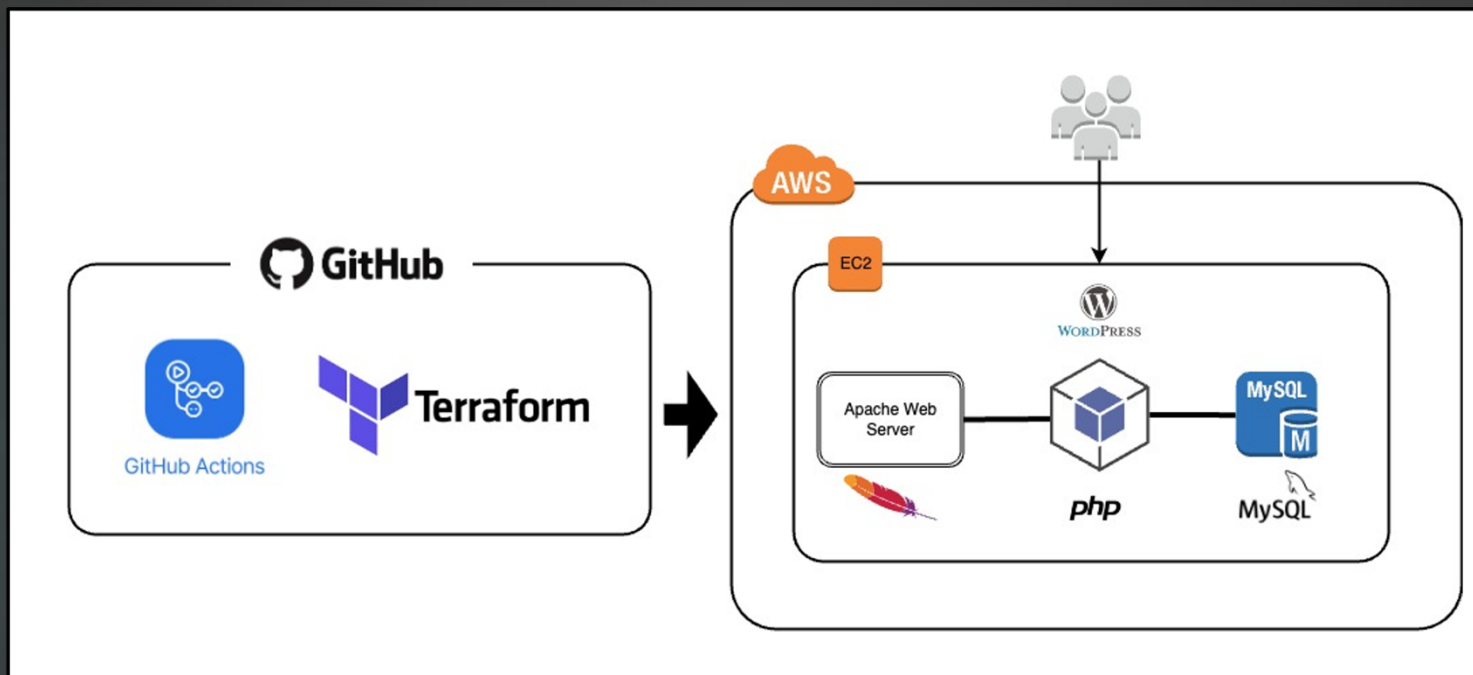 GitHub
GitHub Actions
Terraform
AWS
EC2
W
WORDPRESS
Apache Web
Server
php
MySQL
M
MySQL